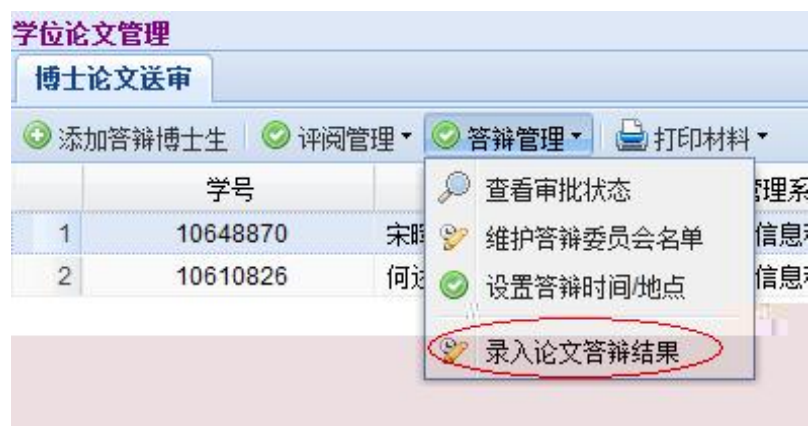 学位论文管理
博士论文送审
添加答辩博士生 评阅管理 答辩管理 打印材料
学号 管理系
查看审批状态
1 10648870 宋 信息
维护答辩委员会名单
2 10610826 何 信息
设置答辩时间/地点
录入论文答辩结果